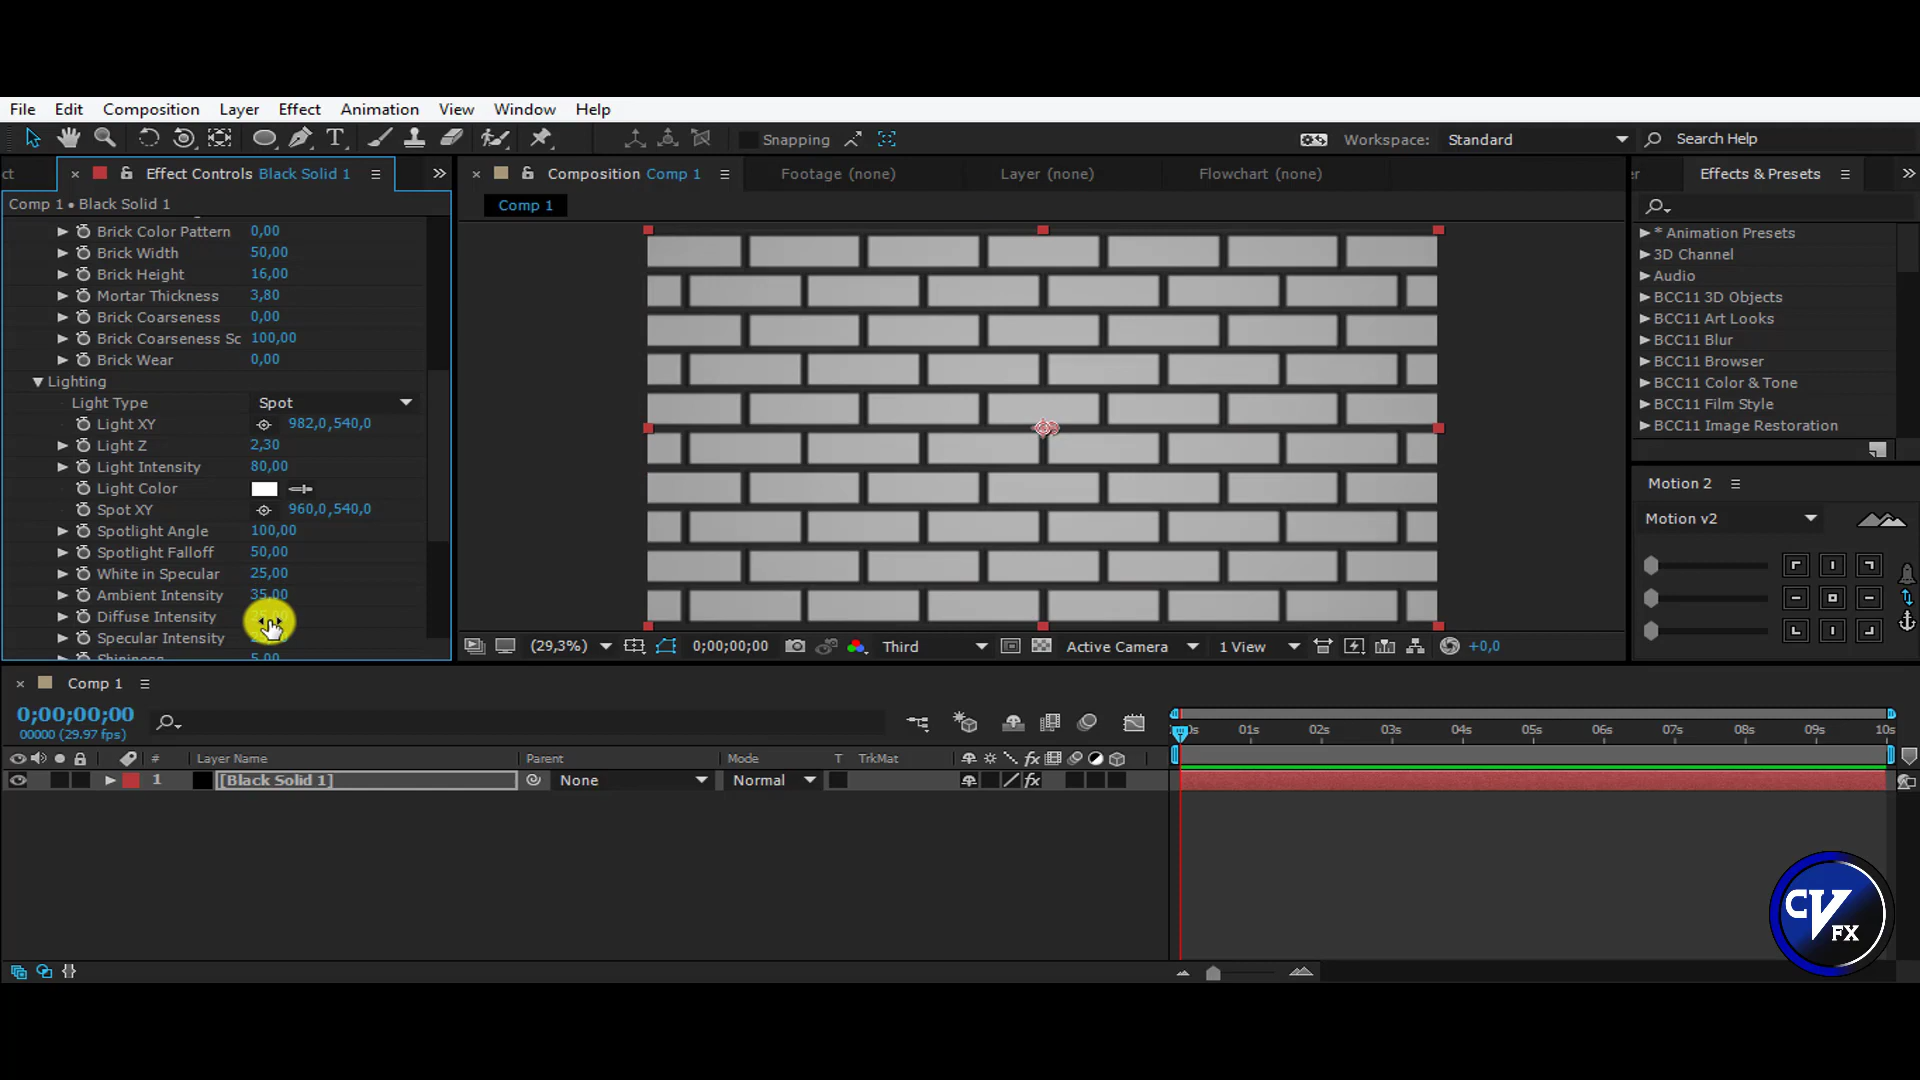 File Edit Composition Layer Effect Animation View Window Help
Snapping Workspace: Standard Search Help
ct Effect Controls Black Solid 1 Composition Comp 1 Footage (none) Layer (none) Flowchart (none) er Effects & Presets
Comp 1 • Black Solid 1
Comp 1
Brick Color Pattern 0,00
Brick Width 50,00
Brick Height 16,00
Mortar Thickness 3,80
Brick Coarseness 0,00
Brick Coarseness Sc 100,00
Brick Wear 0,00
Lighting
Light Type Spot
Light XY 982,0,540,0
Light Z 2,30
Light Intensity 80,00
Light Color
Spot XY 960,0,540,0
Spotlight Angle 100,00
Spotlight Falloff 50,00
White in Specular 25,00
Ambient Intensity 35,00
Diffuse Intensity
Specular Intensity
Shininess 5,00
* Animation Presets
3D Channel
Audio
BCC11 3D Objects
BCC11 Art Looks
BCC11 Blur
BCC11 Browser
BCC11 Color & Tone
BCC11 Film Style
BCC11 Image Restoration
Motion 2
Motion v2
(29,3%) 0;00;00;00 Third Active Camera 1 View +0,0
Comp 1
0;00;00;00
00000 (29.97 fps)
0s 01s 02s 03s 04s 05s 06s 07s 08s 09s 10s
# Layer Name Parent Mode T TrkMat
1 [Black Solid 1] None Normal
CV
FX